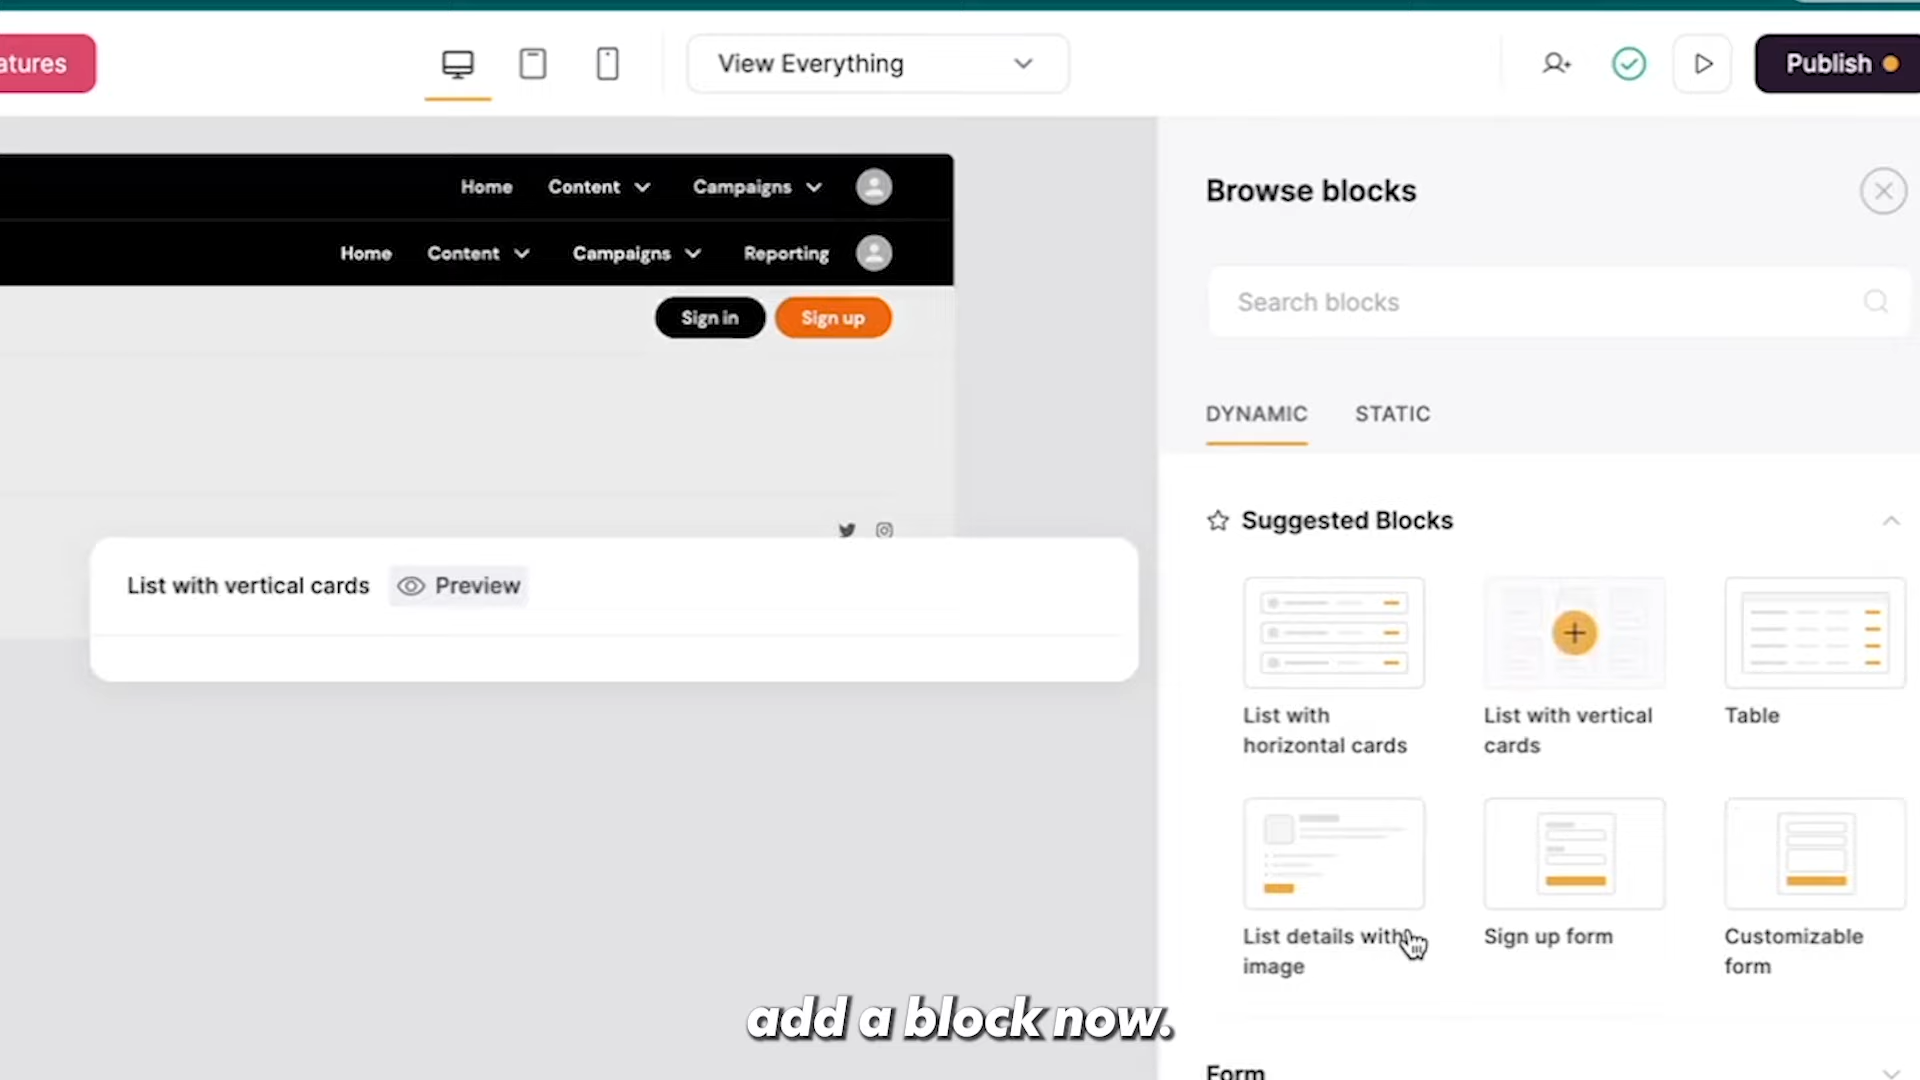 atures
View Everything
Publish
Home Content Campaigns
Home Content Campaigns Reporting
Sign in Sign up
List with vertical cards Preview
Browse blocks
Search blocks
DYNAMIC STATIC
Suggested Blocks
List with
horizontal cards
List with vertical
cards
Table
List details with
image
Sign up form
Customizable
form
Form
add a block now.